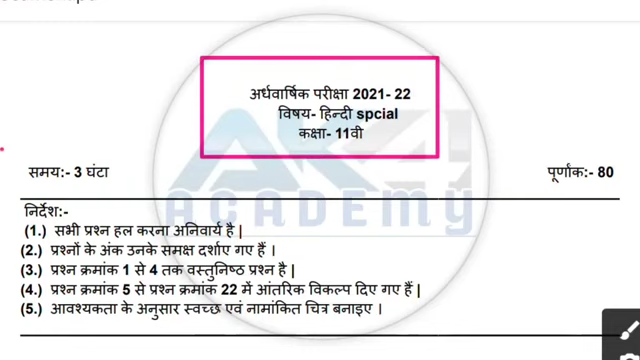 अर्धवार्षिक परीक्षा 2021- 22
विषय- हिन्दी spcial
कक्षा- 11वी
समय:- 3 घंटा पूर्णांक:- 80
निर्देश:-
(1.) सभी प्रश्न हल करना अनिवार्य है |
(2.) प्रश्नों के अंक उनके समक्ष दर्शाए गए हैं ।
(3.) प्रश्न क्रमांक 1 से 4 तक वस्तुनिष्ठ प्रश्न है |
(4.) प्रश्न क्रमांक 5 से प्रश्न क्रमांक 22 में आंतरिक विकल्प दिए गए हैं |
(5.) आवश्यकता के अनुसार स्वच्छ एवं नामांकित चित्र बनाइए ।
AK4
ACADEMY